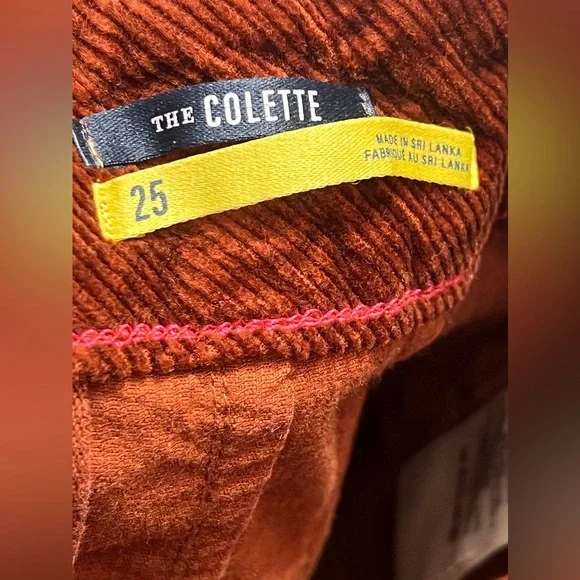 THE COLETTE
25
MADE IN SRI LANKA
FABRIQUÉ AU SRI LANKA